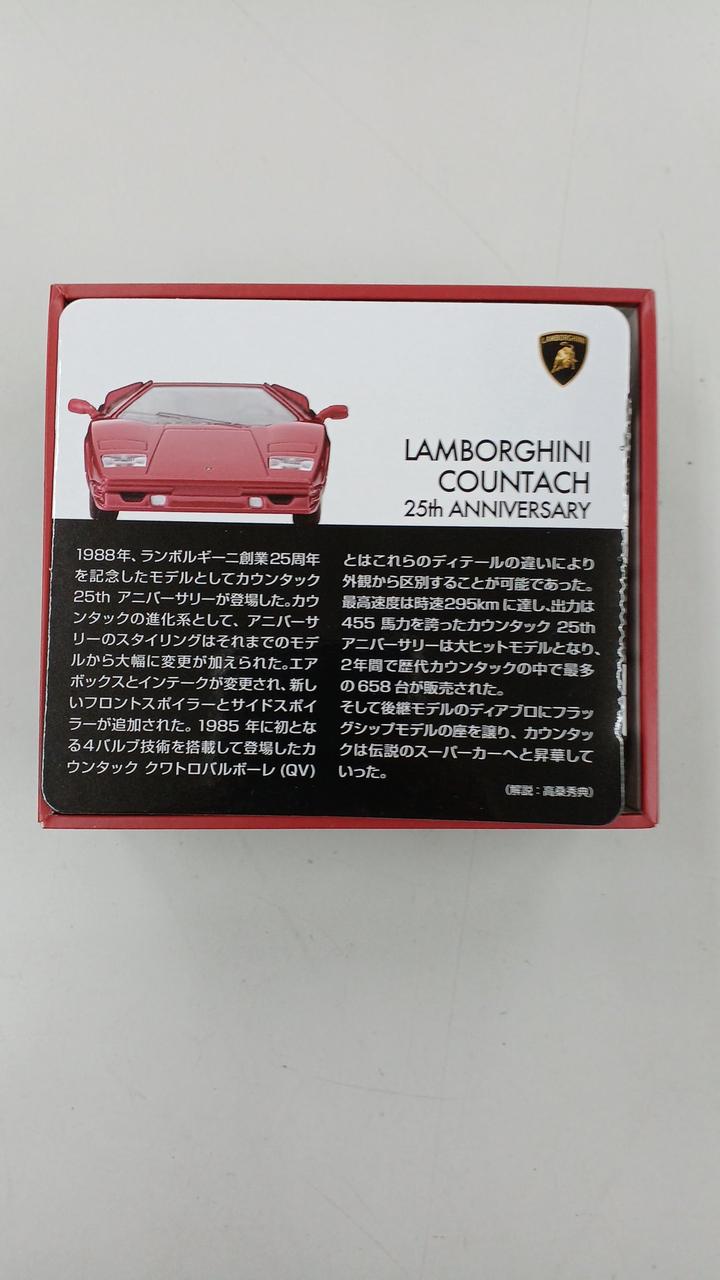 LAMBORGHINI
LAMBORGHINI
COUNTACH
25th ANNIVERSARY
1988年、ランボルギーニ創業25周年
を記念したモデルとしてカウンタック
25th アニバーサリーが登場した。カウ
ンタックの進化系として、アニバーサ
リーのスタイリングはそれまでのモデ
ルから大幅に変更が加えられた。エア
ボックスとインテークが変更され、新し
いフロントスポイラーとサイドスポイ
ラーが追加された。1985 年に初とな
る4バルブ技術を搭載して登場したカ
ウンタック クワトロバルボーレ (QV)
とはこれらのディテールの違いにより
外観から区別することが可能であった。
最高速度は時速295kmに達し、出力は
455 馬力を誇ったカウンタック 25th
アニバーサリーは大ヒットモデルとなり、
2年間で歴代カウンタックの中で最多
の658 台が販売された。
そして後継モデルのディアブロにフラッ
グシップモデルの座を譲り、カウンタッ
クは伝説のスーパーカーへと昇華して
いった。
(解説:高桑秀典)